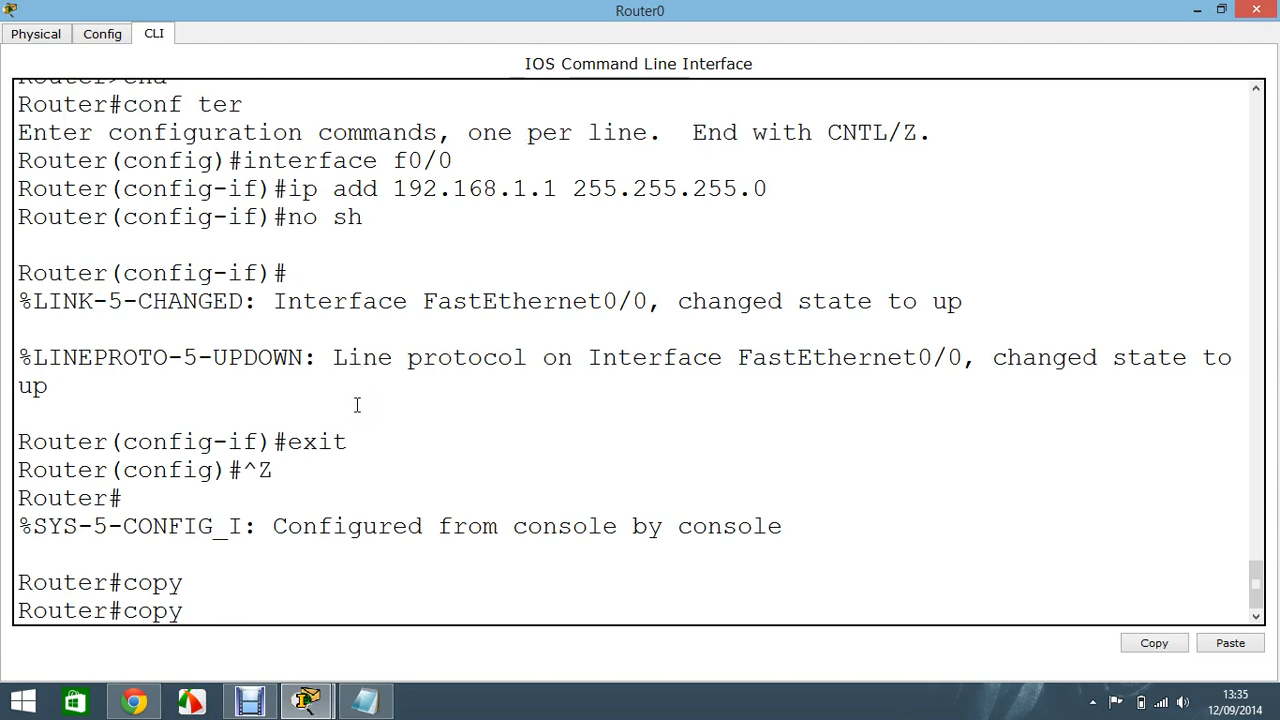 Router0
Physical
Config
CLI
IOS Command Line Interface
Router#conf ter
Enter configuration commands, one per line.  End with CNTL/Z.
Router(config)#interface f0/0
Router(config-if)#ip add 192.168.1.1 255.255.255.0
Router(config-if)#no sh
Router(config-if)#
%LINK-5-CHANGED: Interface FastEthernet0/0, changed state to up
%LINEPROTO-5-UPDOWN: Line protocol on Interface FastEthernet0/0, changed state to
up
Router(config-if)#exit
Router(config)#^Z
Router#
%SYS-5-CONFIG_I: Configured from console by console
Router#copy
Router#copy
Copy
Paste
13:35
12/09/2014